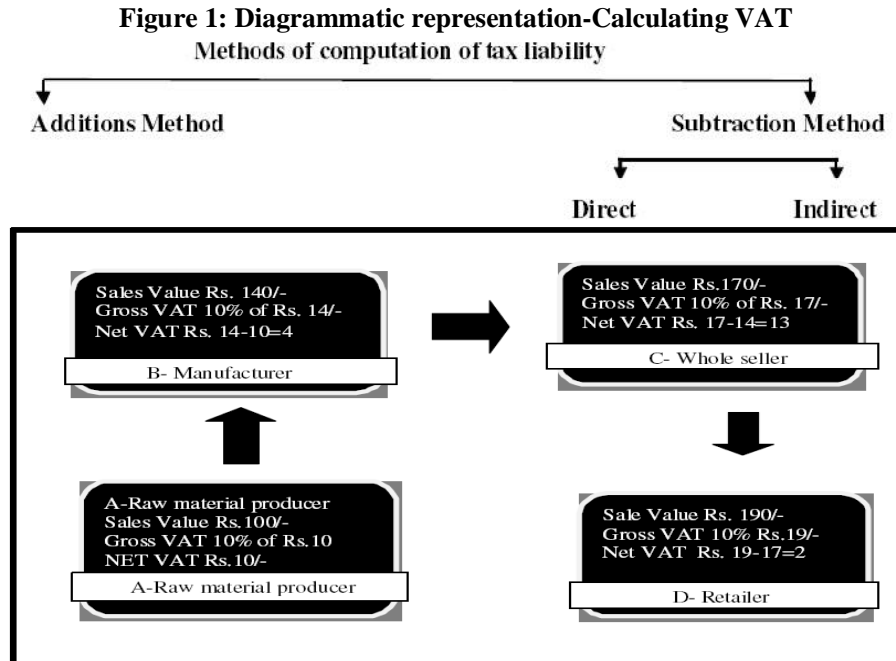 Figure 1: Diagrammatic representation-Calculating VAT
Methods of computation of tax liability
Additions Method
Subtraction Method
Direct
Indirect
Sales Value Rs. 140/-
Gross VAT 10% of Rs. 14/-
Net VAT Rs. 14-10=4
B- Manufacturer
Sales Value Rs.170/-
Gross VAT 10% of Rs. 17/-
Net VAT Rs. 17-14=13
C- Whole seller
A-Raw material producer
Sales Value Rs.100/-
Gross VAT 10% of Rs.10
NET VAT Rs.10/-
A-Raw material producer
Sale Value Rs. 190/-
Gross VAT 10% Rs.19/-
Net VAT Rs. 19-17=2
D- Retailer